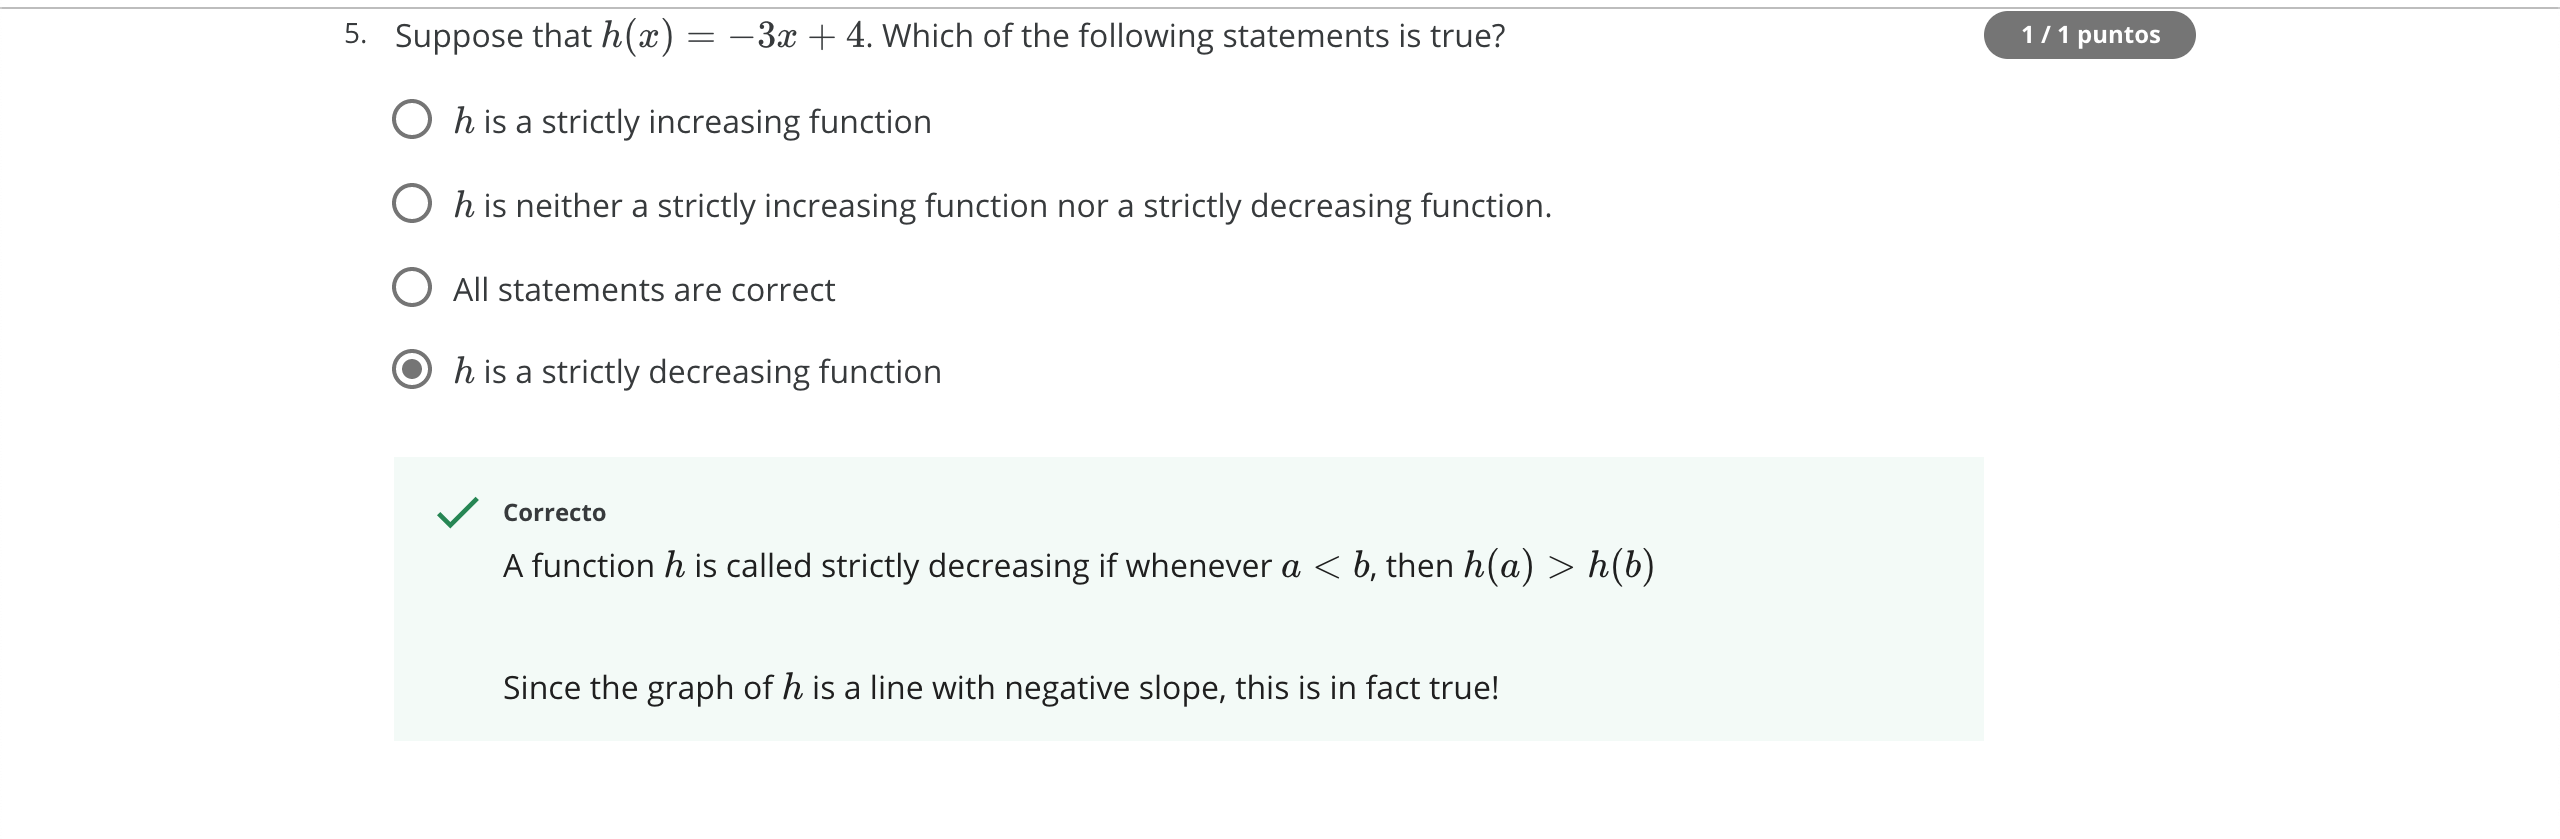 5. Suppose that h(x) = −3x + 4. Which of the following statements is true?
1 / 1 puntos
h is a strictly increasing function
h is neither a strictly increasing function nor a strictly decreasing function.
All statements are correct
h is a strictly decreasing function
Correcto
A function h is called strictly decreasing if whenever a < b, then h(a) > h(b)
Since the graph of h is a line with negative slope, this is in fact true!